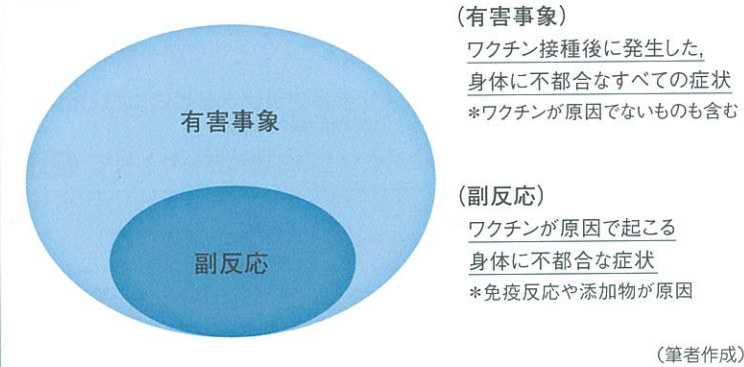 有害事象
副反応
(有害事象)
ワクチン接種後に発生した,
身体に不都合なすべての症状
*ワクチンが原因でないものも含む
(副反応)
ワクチンが原因で起こる
身体に不都合な症状
*免疫反応や添加物が原因
(筆者作成)